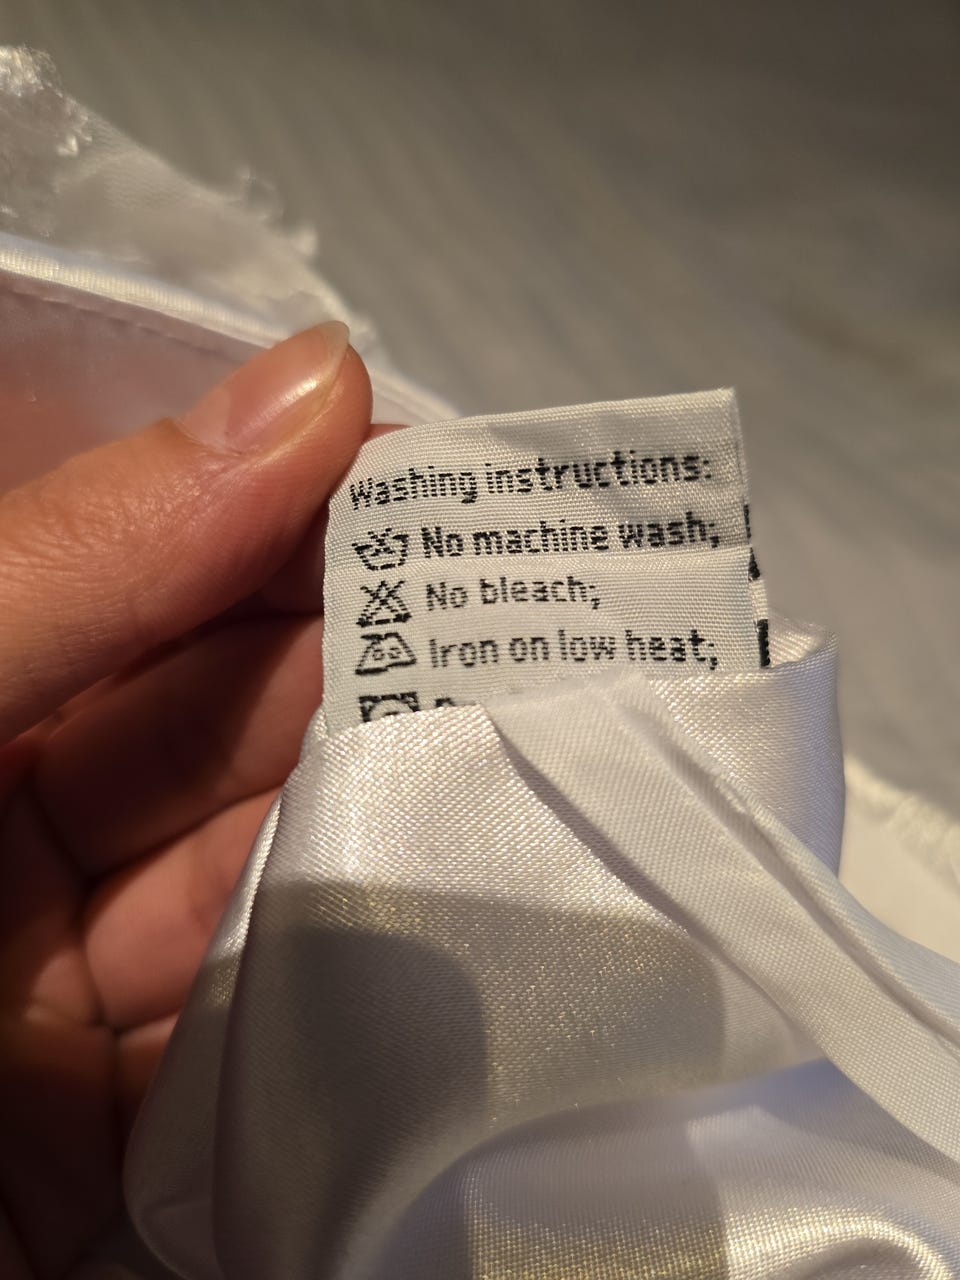 Washing instructions:
No machine wash;
No bleach;
Iron on low heat;